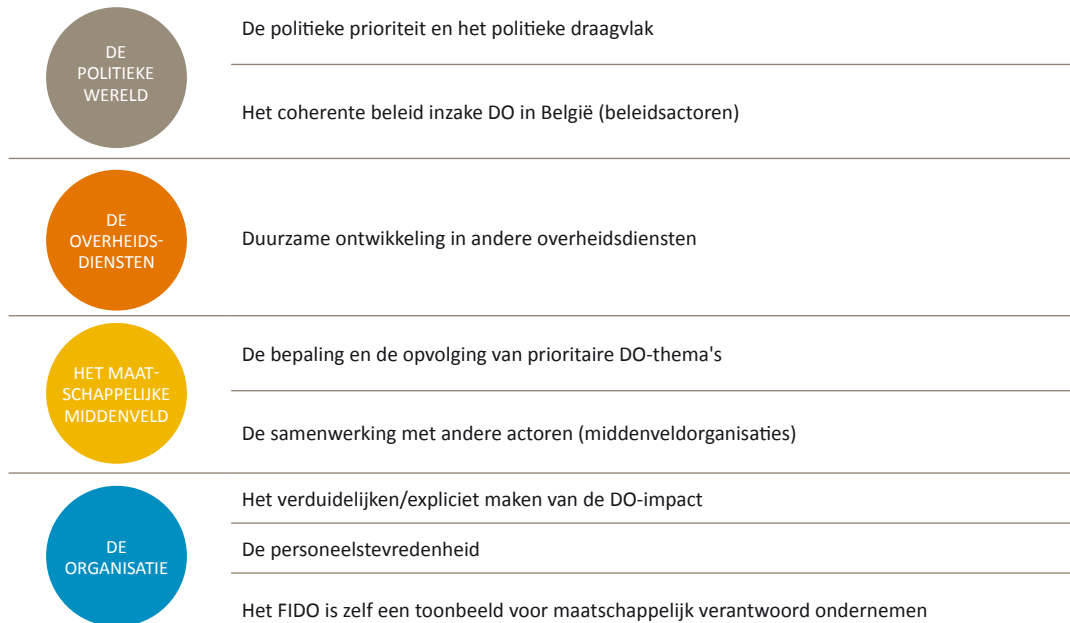 DE
POLITIEKE
WERELD
De politieke prioriteit en het politieke draagvlak
Het coherente beleid inzake DO in België (beleidsactoren)
DE
OVERHEIDS-
DIENSTEN
Duurzame ontwikkeling in andere overheidsdiensten
HET MAAT-
SCHAPPELIJKE
MIDDENVELD
De bepaling en de opvolging van prioritaire DO-thema's
De samenwerking met andere actoren (middenveldorganisaties)
DE
ORGANISATIE
Het verduidelijken/expliciet maken van de DO-impact
De personeelstevredenheid
Het FIDO is zelf een toonbeeld voor maatschappelijk verantwoord ondernemen